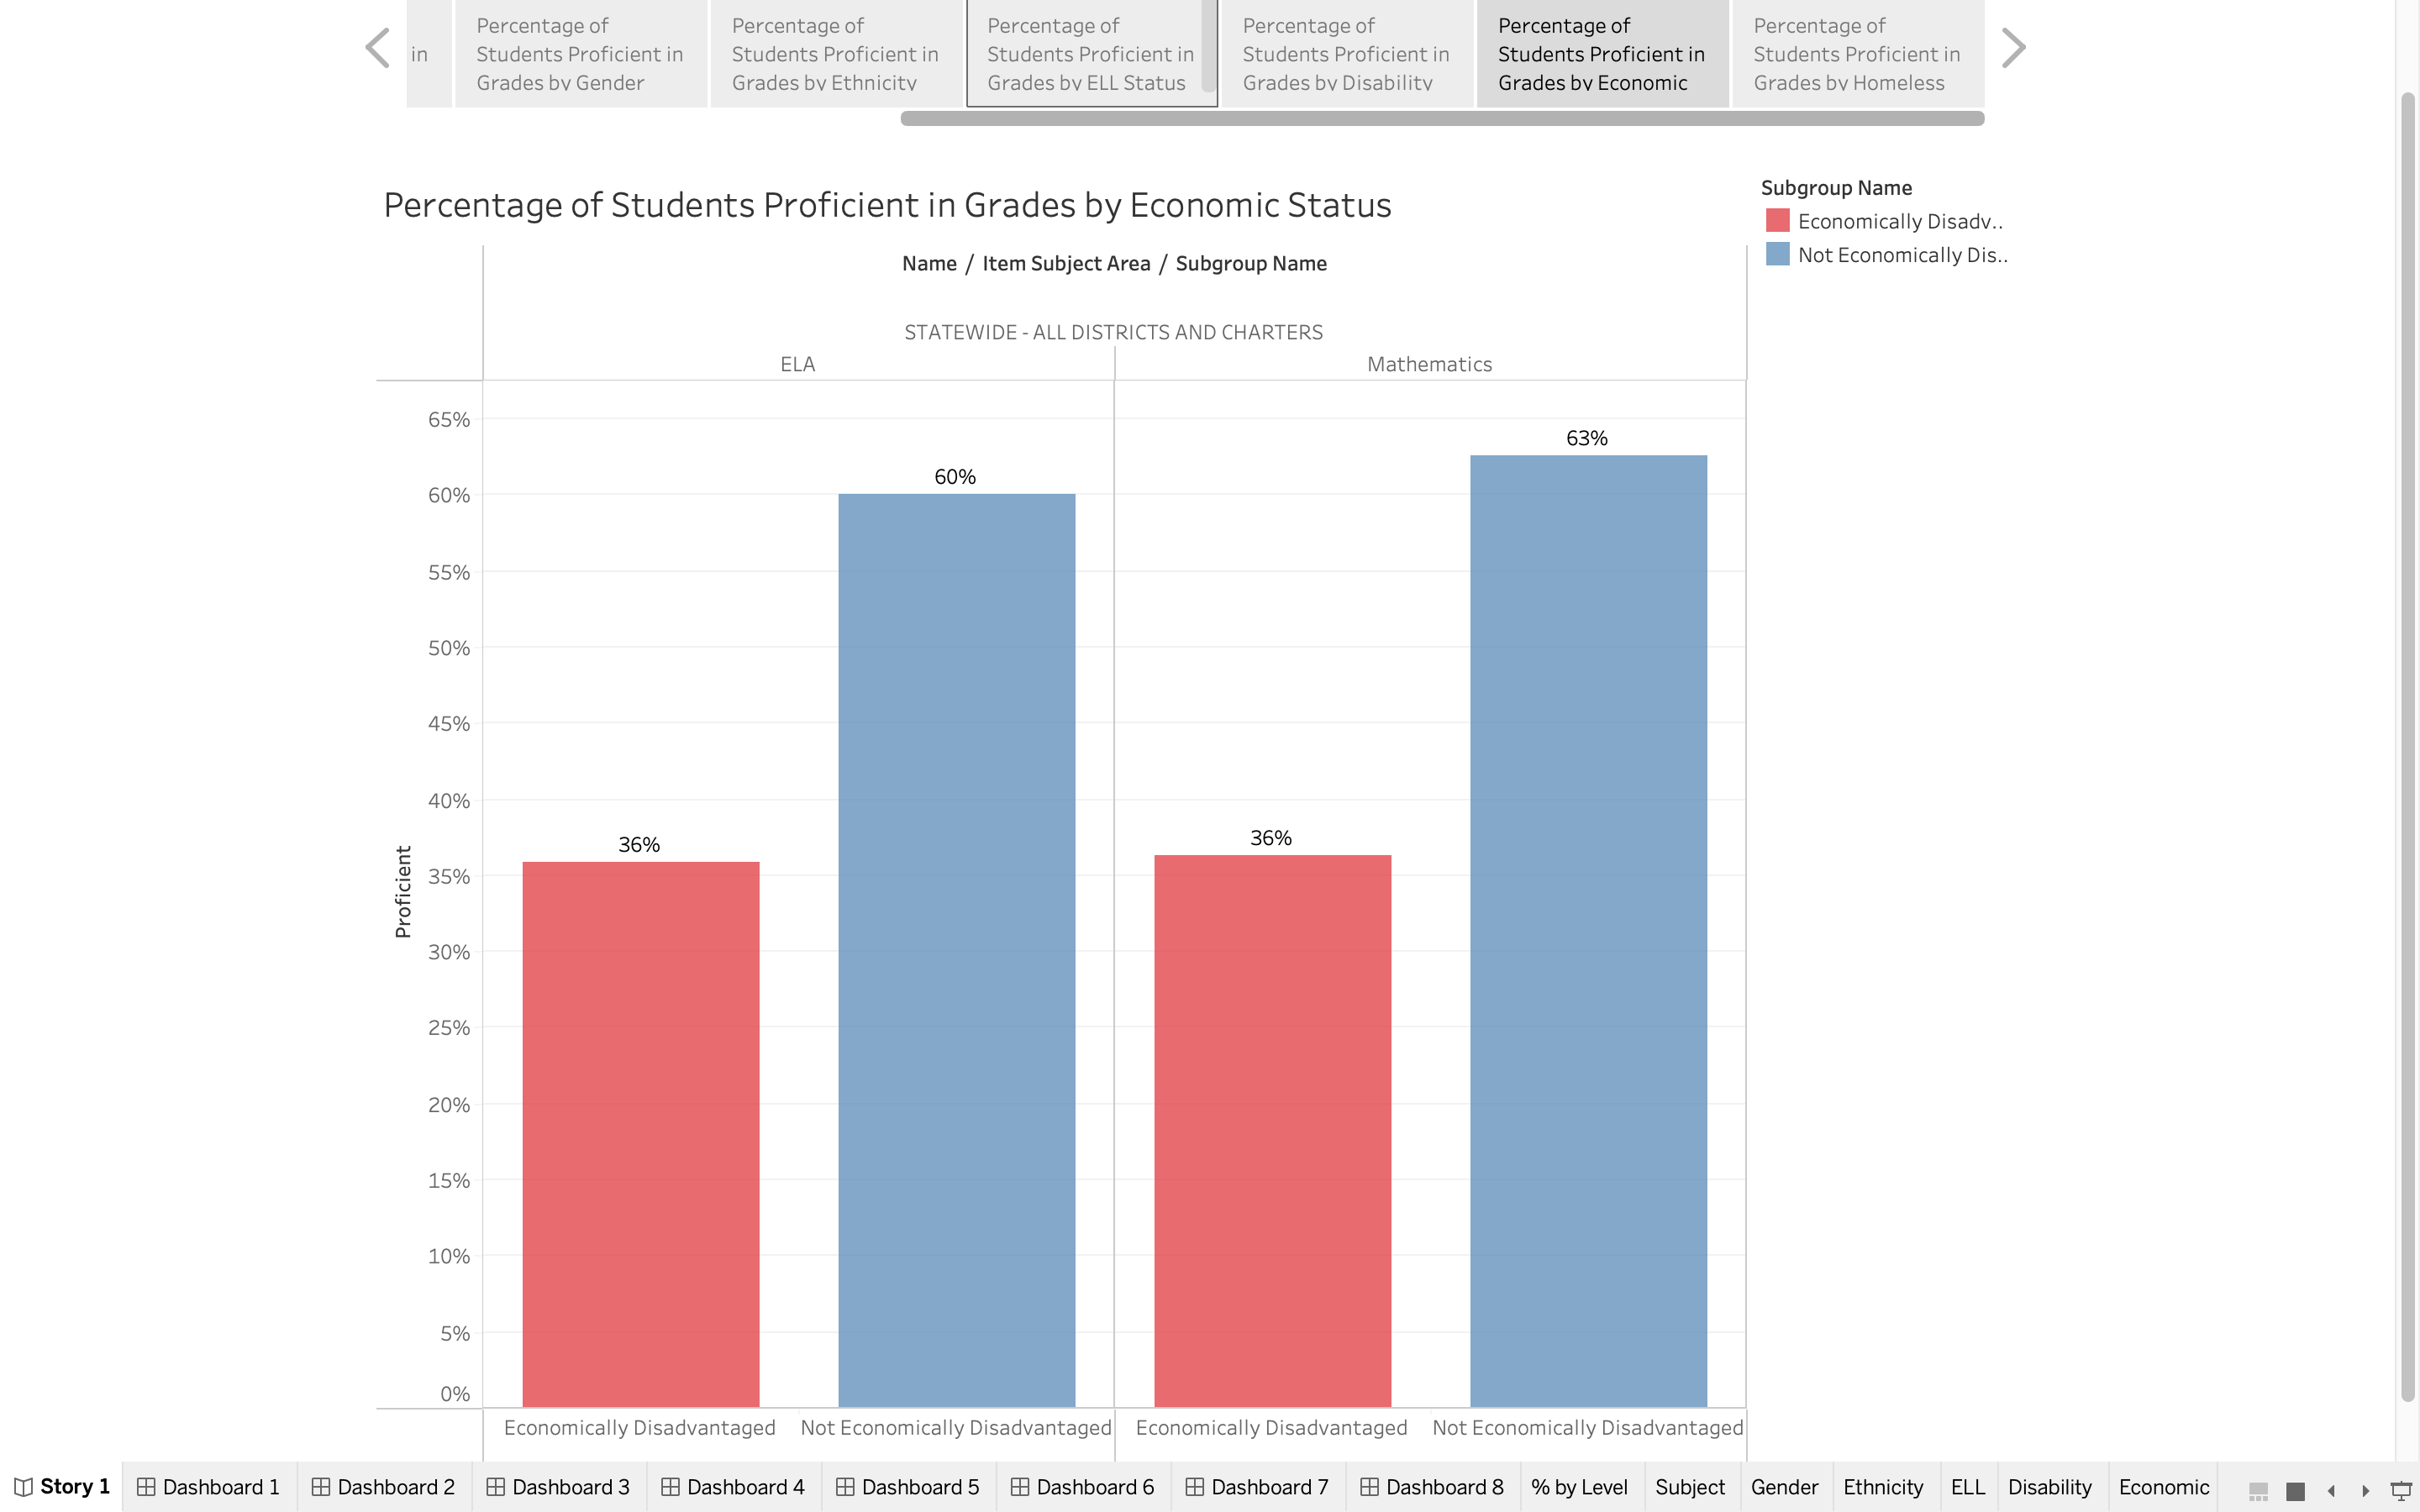 in
Percentage of
Students Proficient in
Grades by Gender
Percentage of
Students Proficient in
Grades by Ethnicity
Percentage of
Students Proficient in
Grades by ELL Status
Percentage of
Students Proficient in
Grades by Disability
Percentage of
Students Proficient in
Grades by Economic
Percentage of
Students Proficient in
Grades by Homeless
Percentage of Students Proficient in Grades by Economic Status
Subgroup Name
Economically Disadv..
Not Economically Dis..
Name / Item Subject Area / Subgroup Name
STATEWIDE - ALL DISTRICTS AND CHARTERS
ELA
Mathematics
Proficient
65%
60%
55%
50%
45%
40%
35%
30%
25%
20%
15%
10%
5%
0%
36%
60%
36%
63%
Economically Disadvantaged
Not Economically Disadvantaged
Economically Disadvantaged
Not Economically Disadvantaged
Story 1
Dashboard 1
Dashboard 2
Dashboard 3
Dashboard 4
Dashboard 5
Dashboard 6
Dashboard 7
Dashboard 8
% by Level
Subject
Gender
Ethnicity
ELL
Disability
Economic